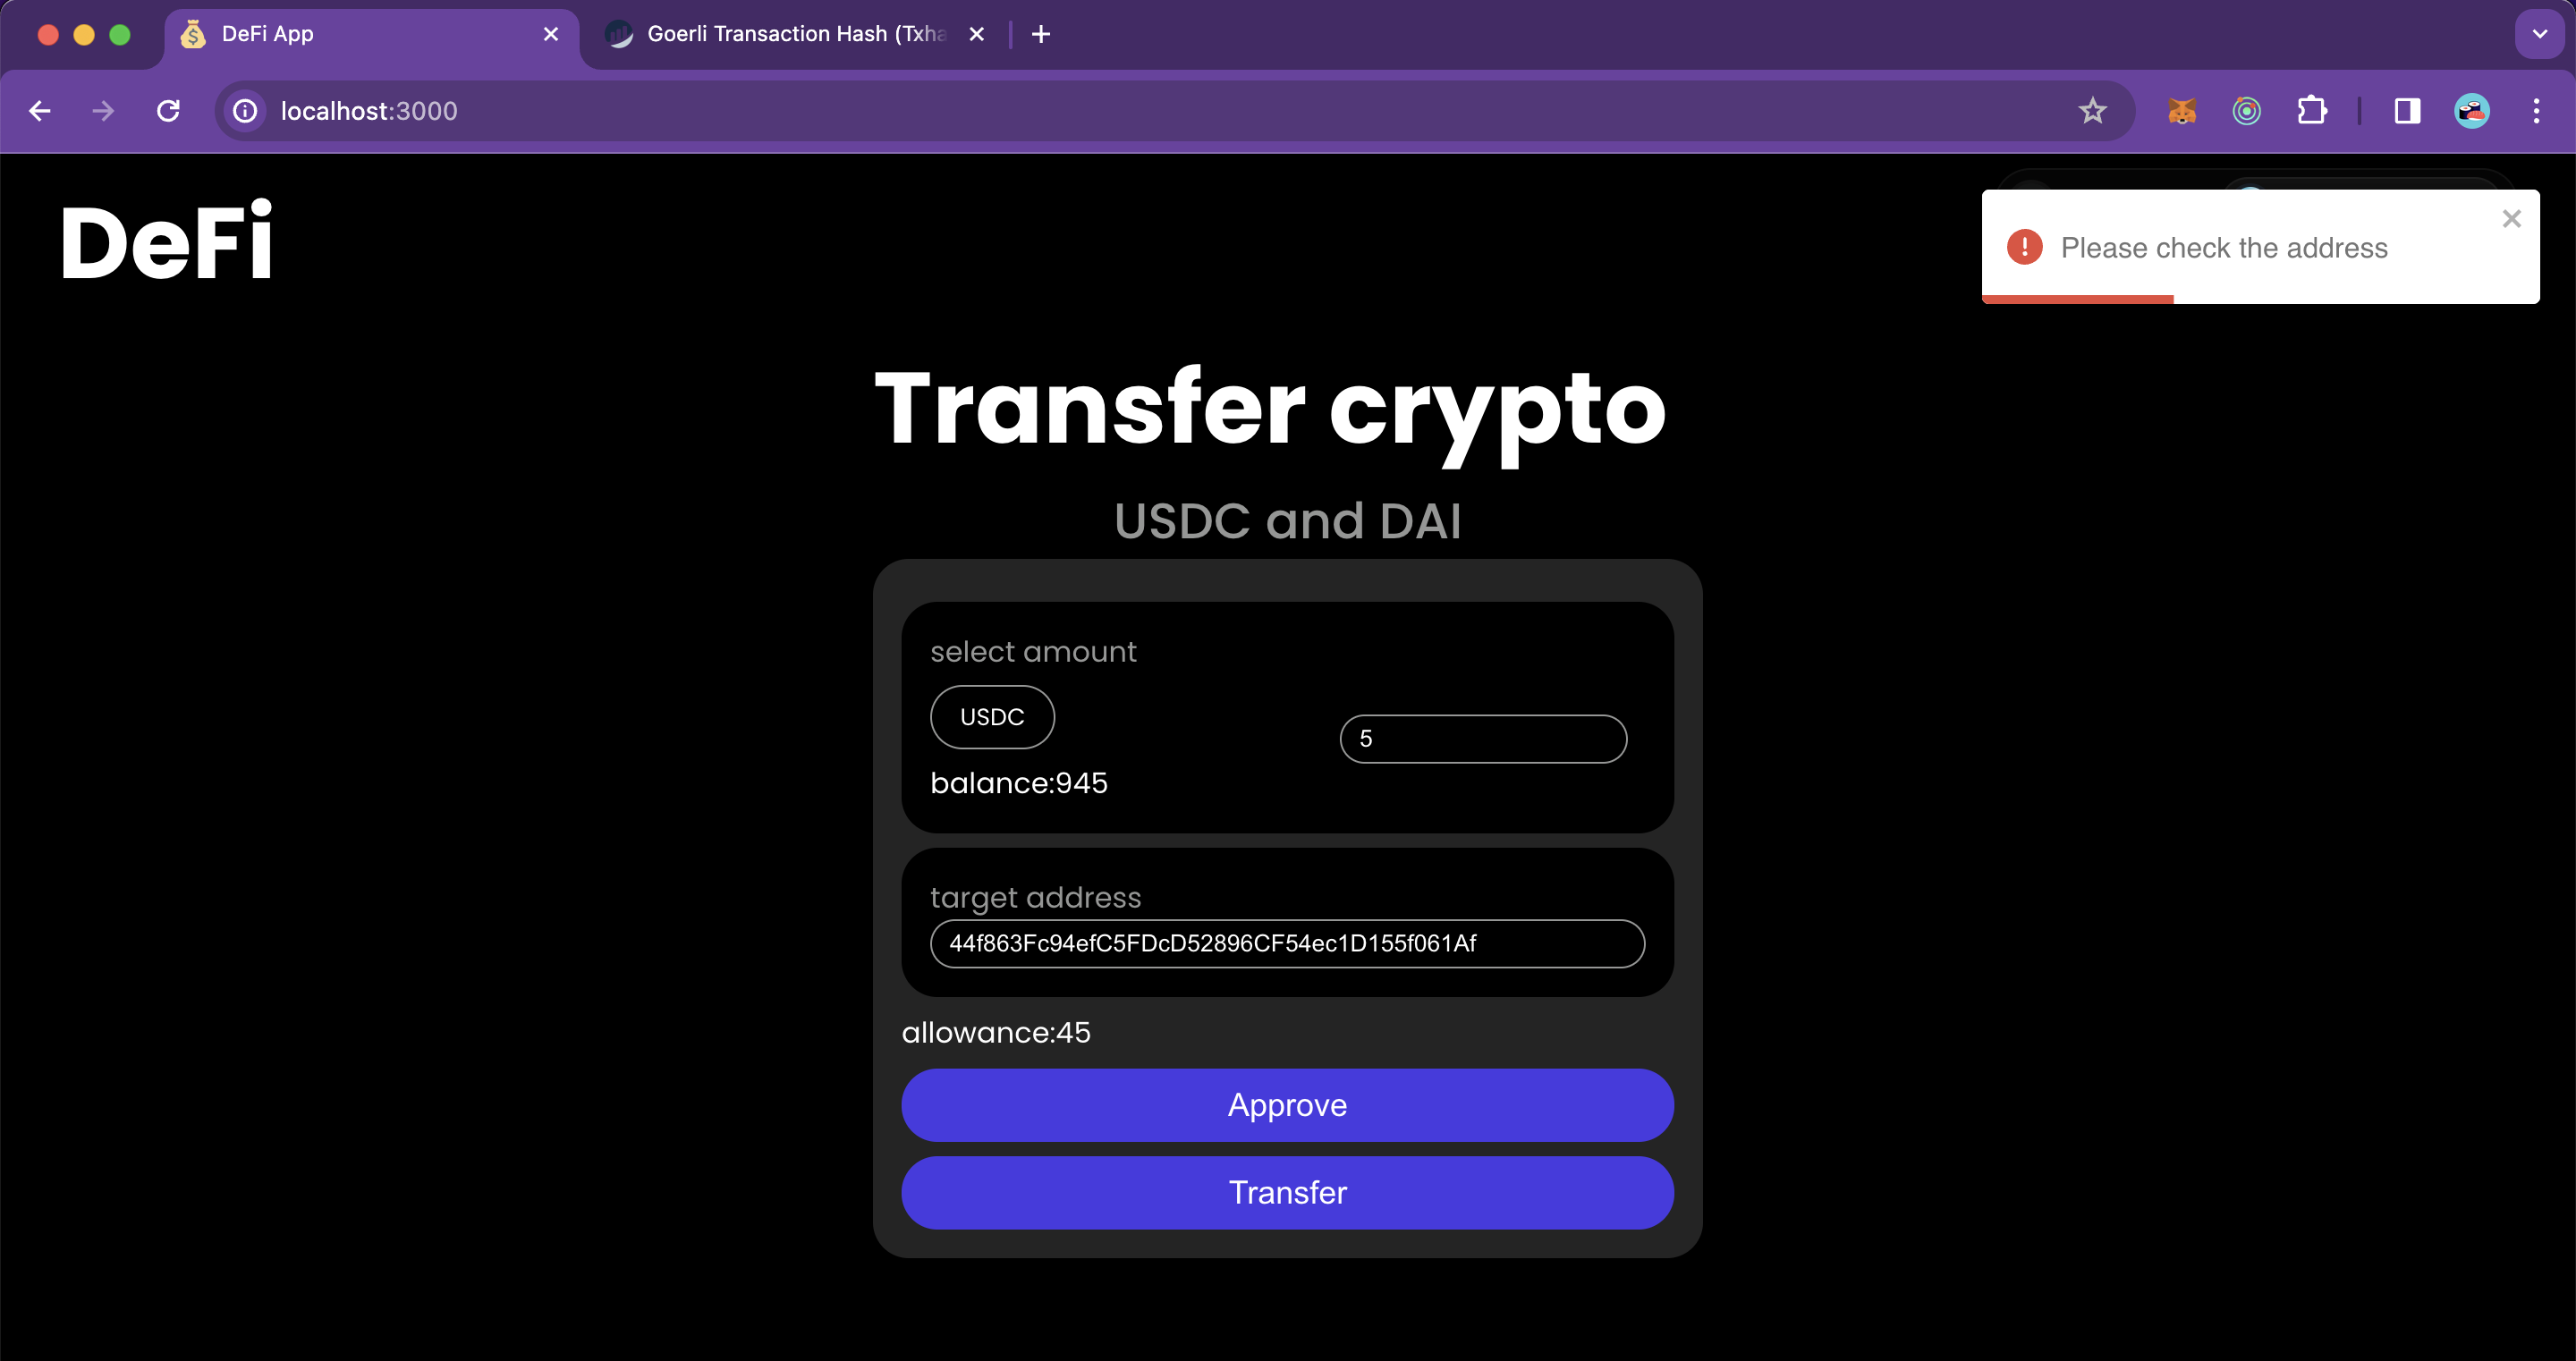 DeFi App
Goerli Transaction Hash (Txha
localhost:3000
DeFi
Please check the address
Transfer crypto
USDC and DAI
select amount
USDC
5
balance:945
target address
44f863Fc94efC5FDcD52896CF54ec1D155f061Af
allowance:45
Approve
Transfer